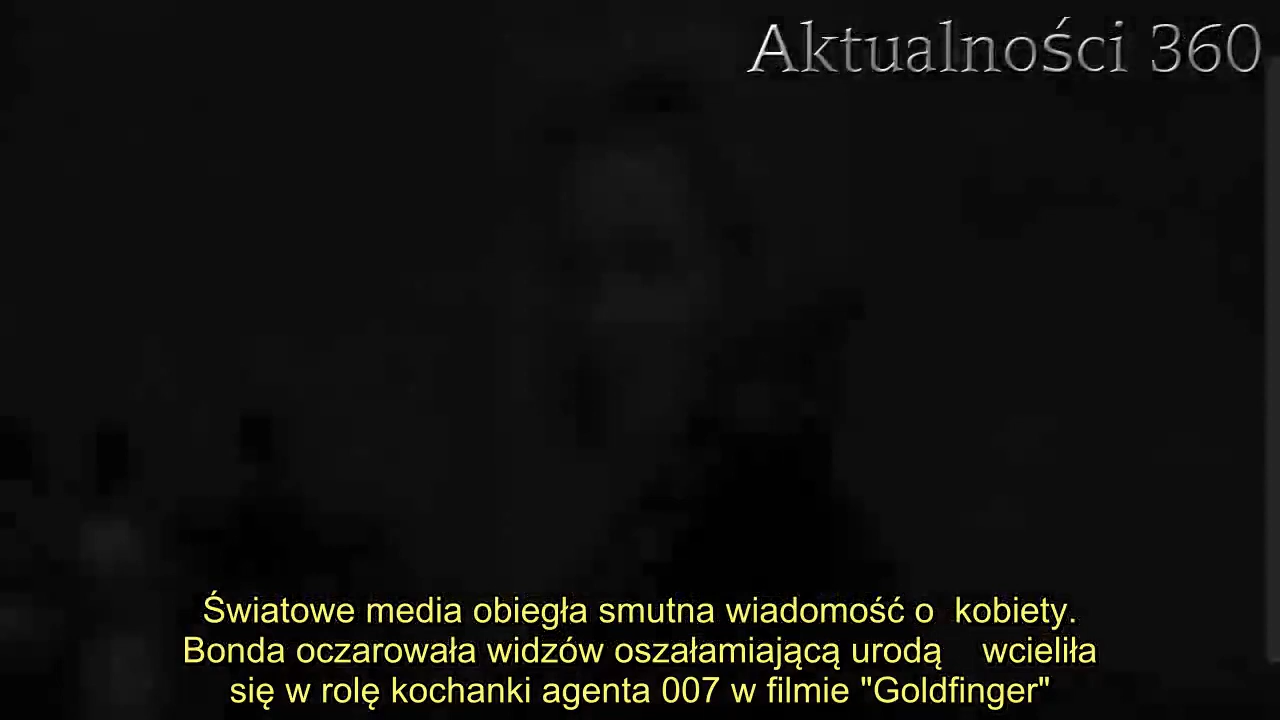 Aktualności 360
Światowe media obiegła smutna wiadomość o  kobiety.
Bonda oczarowała widzów oszałamiającą urodą    wcieliła
się w rolę kochanki agenta 007 w filmie "Goldfinger"